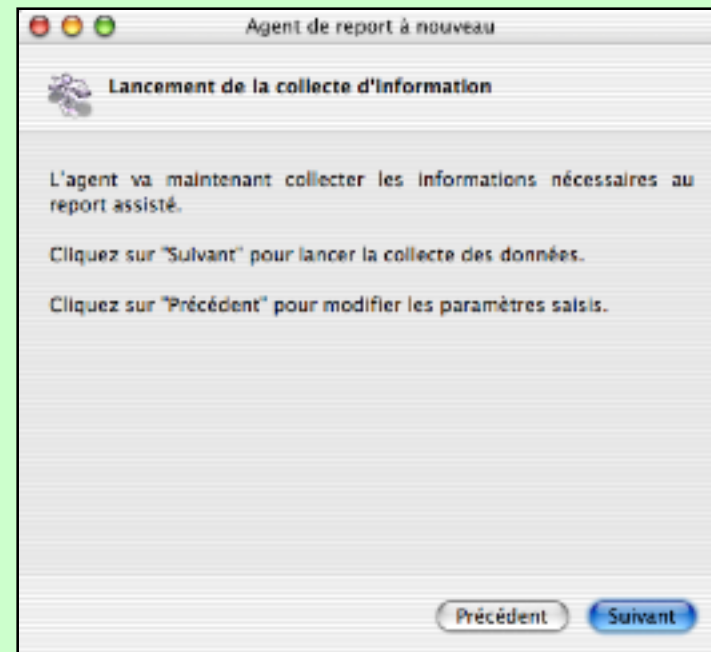 Agent de report à nouveau
Lancement de la collecte d'information
L'agent va maintenant collecter les informations nécessaires au
report assisté.
Cliquez sur "Suivant" pour lancer la collecte des données.
Cliquez sur "Précédent" pour modifier les paramètres saisis.
Précédent Suivant